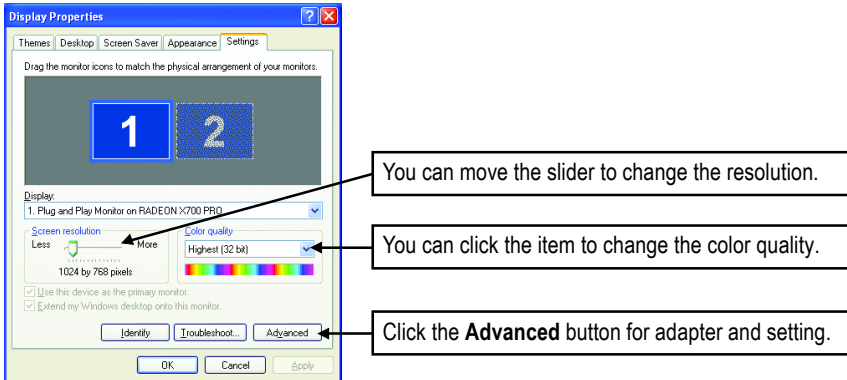 Display Properties
Themes Desktop Screen Saver Appearance Settings
Drag the monitor icons to match the physical arrangement of your monitors.
1 2
You can move the slider to change the resolution.
Display:
1. Plug and Play Monitor on RADEON X700 PRO
Screen resolution
Less More
1024 by 768 pixels
Color quality
Highest (32 bit)
You can click the item to change the color quality.
Use this device as the primary monitor.
Extend my Windows desktop onto this monitor.
Identify Troubleshoot... Advanced
Click the Advanced button for adapter and setting.
OK Cancel Apply